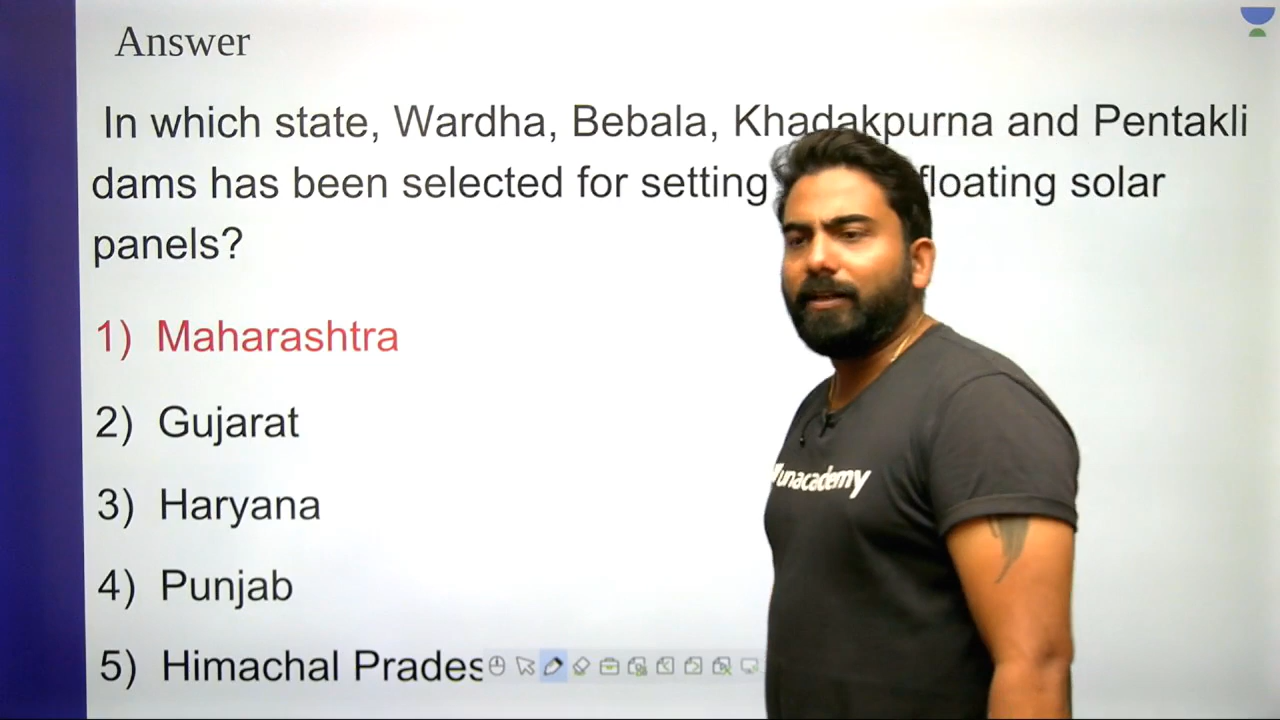 Answer
In which state, Wardha, Bebala, Khadakpurna and Pentakli
dams has been selected for setting floating solar
panels?
1) Maharashtra
2) Gujarat
3) Haryana
4) Punjab
5) Himachal Prades
unacademy